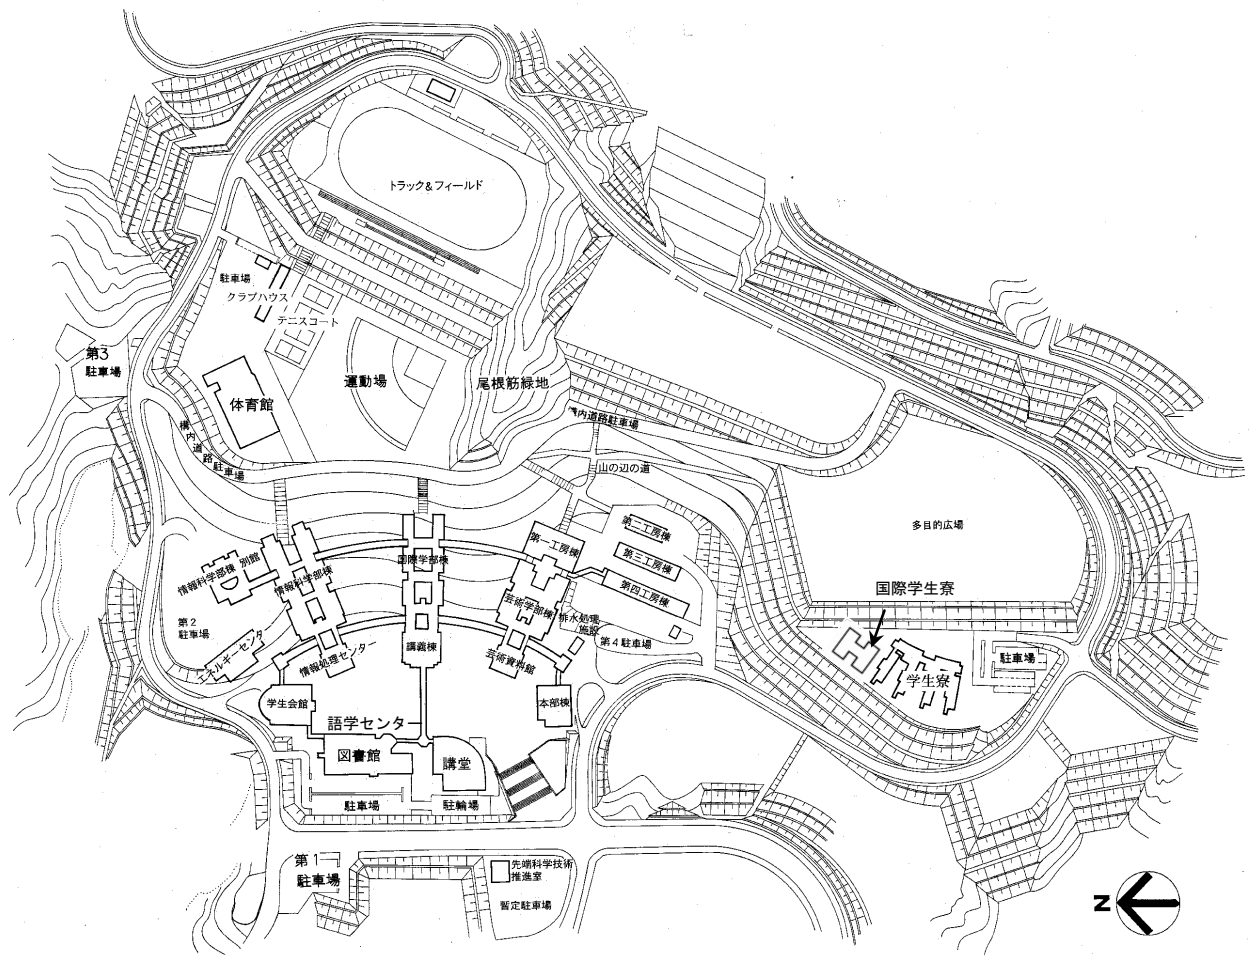 トラック&フィールド
駐車場
クラブハウス
テニスコート
第3
駐車場
体育館
運動場
尾根筋緑地
構内道路駐車場
構内道路駐車場
山の辺の道
多目的広場
国際学生寮
第二工房棟
第一工房棟
第三工房棟
第四工房棟
国際学部棟
情報科学部棟 別館
情報科学部棟
芸術学部棟
排水処理
施設
第2
駐車場
第4駐車場
エネルギーセンター
情報処理センター
講義棟
芸術資料館
学生寮
駐車場
学生会館
本部棟
語学センター
図書館
講堂
駐車場
駐輪場
第1
駐車場
先端科学技術
推進室
暫定駐車場
N